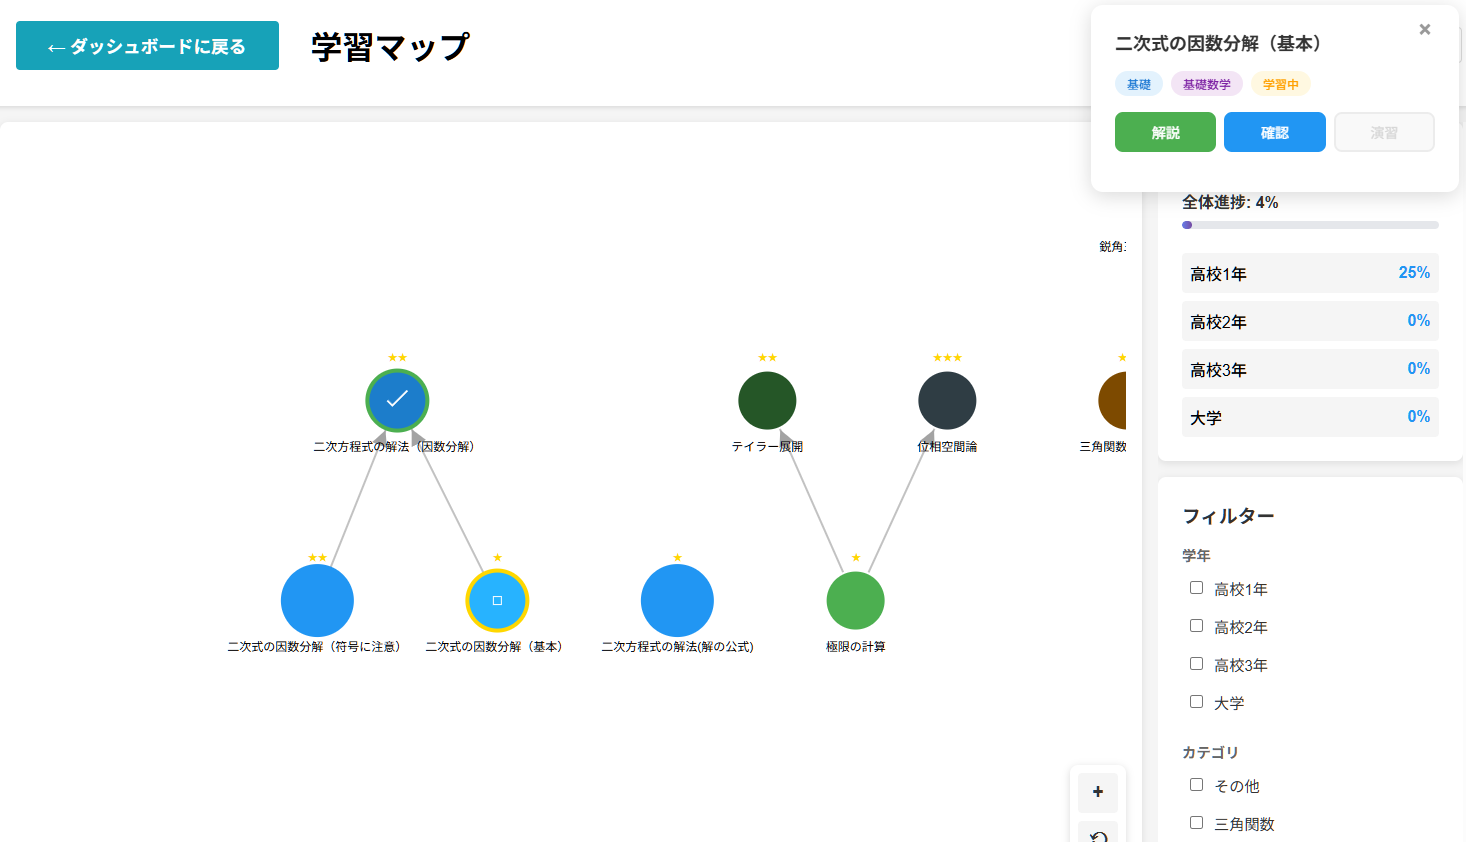 ← ダッシュボードに戻る
学習マップ
×
二次式の因数分解（基本）
基礎
基礎数学
学習中
解説
確認
演習
全体進捗: 4%
高校1年
25%
高校2年
0%
高校3年
0%
大学
0%
鋭角
★★
二次方程式の解法（因数分解）
★★
テイラー展開
★★★
位相空間論
★
三角関数
★★
二次式の因数分解（符号に注意）
★
二次式の因数分解（基本）
★
二次方程式の解法(解の公式)
★
極限の計算
+
フィルター
学年
高校1年
高校2年
高校3年
大学
カテゴリ
その他
三角関数